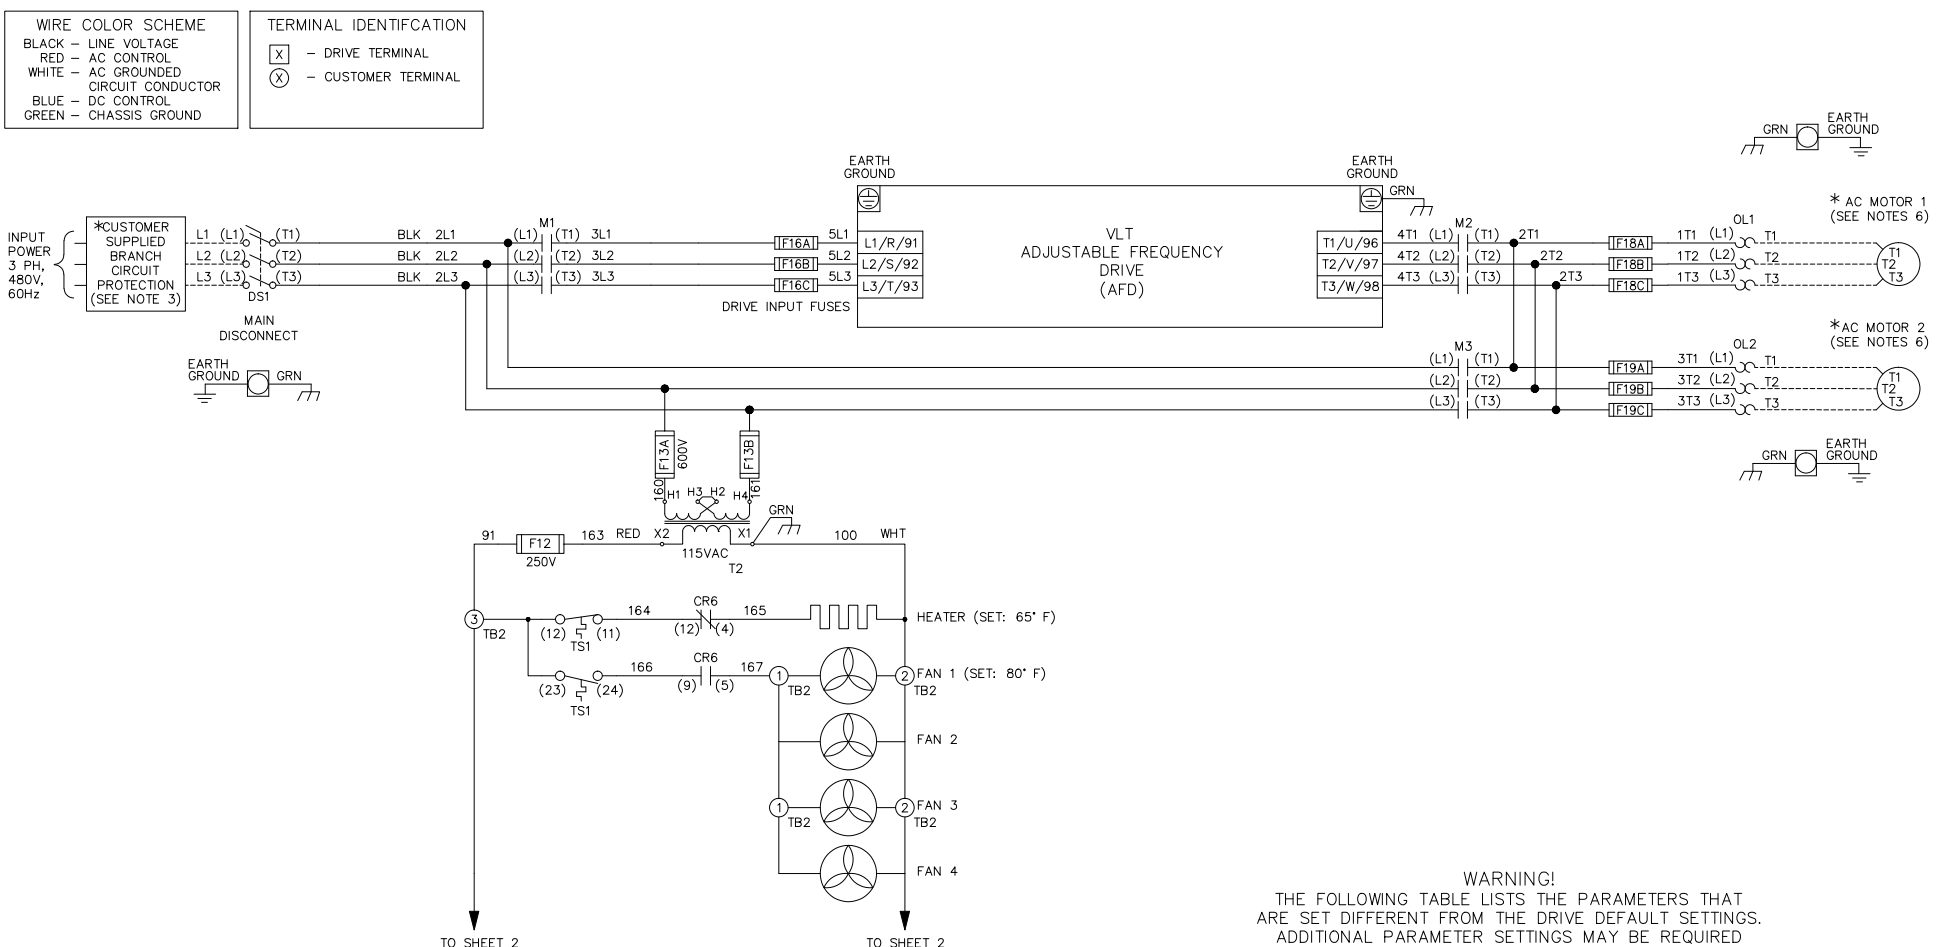 WIRE COLOR SCHEME
BLACK – LINE VOLTAGE
RED – AC CONTROL
WHITE – AC GROUNDED
CIRCUIT CONDUCTOR
BLUE – DC CONTROL
GREEN – CHASSIS GROUND
TERMINAL IDENTIFCATION
X – DRIVE TERMINAL
X – CUSTOMER TERMINAL
GRN
EARTH
GROUND
INPUT
POWER
3 PH,
480V,
60Hz
*CUSTOMER
SUPPLIED
BRANCH
CIRCUIT
PROTECTION
(SEE NOTE 3)
L1 (L1) (T1) BLK 2L1 (L1) M1 (T1) 3L1 F16A 5L1 L1/R/91
L2 (L2) (T2) BLK 2L2 (L2) (T2) 3L2 F16B 5L2 L2/S/92
L3 (L3) (T3) BLK 2L3 (L3) (T3) 3L3 F16C 5L3 L3/T/93
DS1
MAIN
DISCONNECT
DRIVE INPUT FUSES
EARTH
GROUND
GRN
EARTH
GROUND
VLT
ADJUSTABLE FREQUENCY
DRIVE
(AFD)
EARTH
GROUND
GRN
T1/U/96 4T1 (L1) M2 (T1) 2T1 F18A 1T1 (L1) OL1 T1
T2/V/97 4T2 (L2) (T2) 2T2 F18B 1T2 (L2) T2
T3/W/98 4T3 (L3) (T3) 2T3 F18C 1T3 (L3) T3
* AC MOTOR 1
(SEE NOTES 6)
T1
T2
T3
(L1) M3 (T1) F19A 3T1 (L1) OL2 T1
(L2) (T2) F19B 3T2 (L2) T2
(L3) (T3) F19C 3T3 (L3) T3
*AC MOTOR 2
(SEE NOTES 6)
T1
T2
T3
GRN
EARTH
GROUND
F13A
600V
F13B
160
161
H1 H3 H2 H4
GRN
91 F12 163 RED X2 X1 100 WHT
250V
115VAC
T2
3
TB2
(12) (11) 164 CR6 165 HEATER (SET: 65° F)
TS1
(12) (4)
(23) (24) 166 CR6 167 1 2 FAN 1 (SET: 80° F)
TS1
(9) (5)
TB2 TB2
FAN 2
1 2 FAN 3
TB2 TB2
FAN 4
TO SHEET 2
TO SHEET 2
WARNING!
THE FOLLOWING TABLE LISTS THE PARAMETERS THAT
ARE SET DIFFERENT FROM THE DRIVE DEFAULT SETTINGS.
ADDITIONAL PARAMETER SETTINGS MAY BE REQUIRED